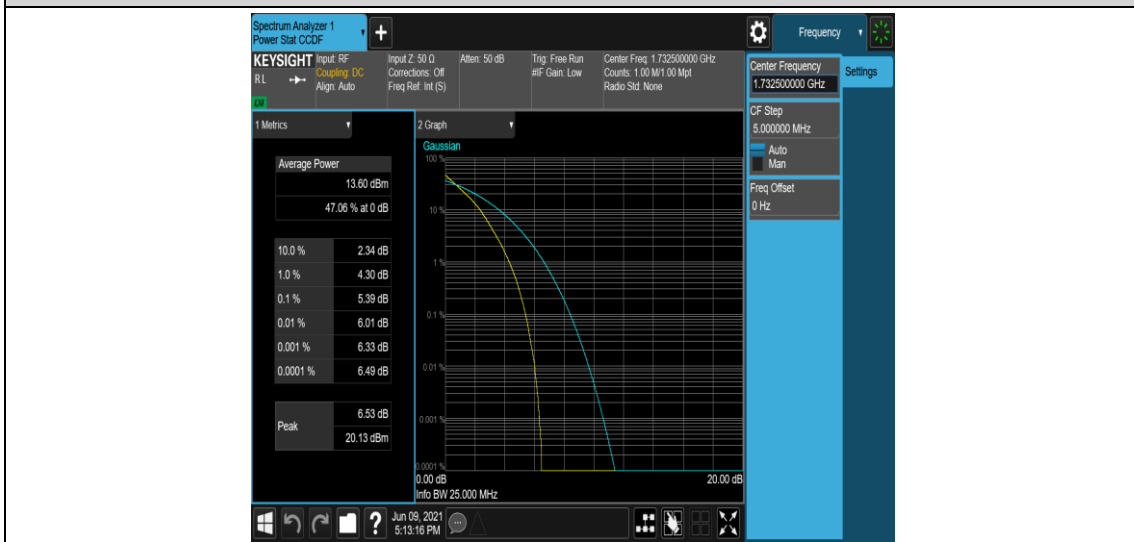 Spectrum Analyzer 1
Power Stat CCDF
+
Frequency
KEYSIGHT
Input: RF
Coupling: DC
Align: Auto
RL
Input Z: 50 Ω
Corrections: Off
Freq Ref: Int (S)
Atten: 50 dB
Trig: Free Run
#IF Gain: Low
Center Freq: 1.732500000 GHz
Counts: 1.00 M/1.00 Mpt
Radio Std: None
Center Frequency
1.732500000 GHz
Settings
CF Step
5.000000 MHz
Auto
Man
Freq Offset
0 Hz
1 Metrics
Average Power
13.60 dBm
47.06 % at 0 dB
10.0 % 2.34 dB
1.0 % 4.30 dB
0.1 % 5.39 dB
0.01 % 6.01 dB
0.001 % 6.33 dB
0.0001 % 6.49 dB
Peak
6.53 dB
20.13 dBm
2 Graph
Gaussian
100 %
10 %
1 %
0.1 %
0.01 %
0.001 %
0.0001 %
0.00 dB
20.00 dB
Info BW 25.000 MHz
?
Jun 09, 2021
5:13:16 PM